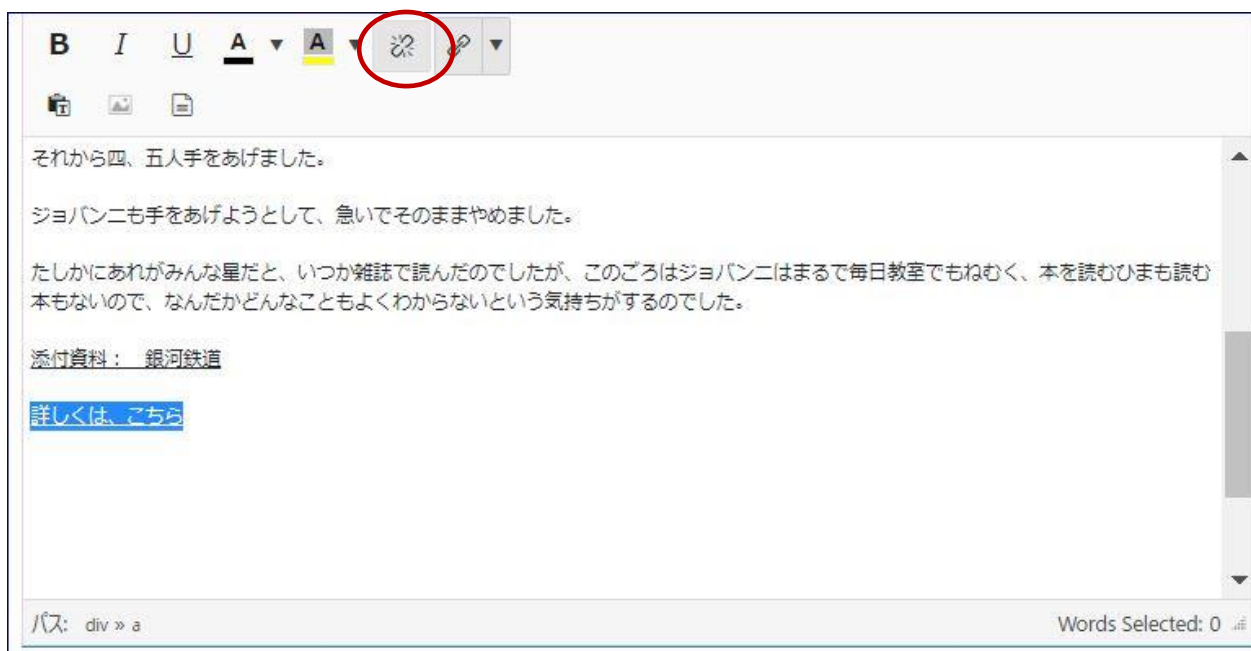 B I U A A
それから四、五人手をあげました。
ジョバンニも手をあげようとして、急いでそのままやめました。
たしかにあれがみんな星だと、いつか雑誌で読んだのでしたが、このごろはジョバンニはまるで毎日教室でもねむく、本を読むひまも読む
本もないので、なんだかどんなこともよくわからないという気持ちがするのでした。
添付資料：　銀河鉄道
詳しくは、こちら
パス: div » a Words Selected: 0